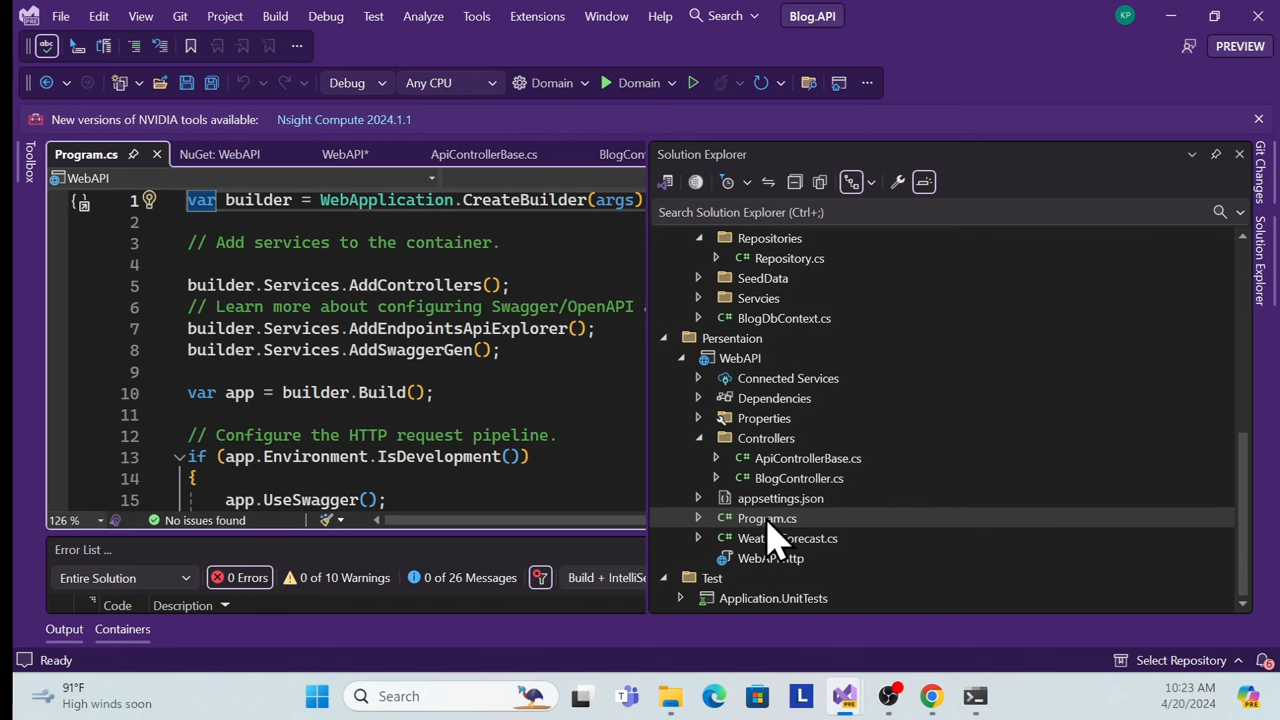 File Edit View Git Project Build Debug Test Analyze Tools Extensions Window Help Search Blog.API KP
abc PREVIEW
Debug Any CPU Domain Domain
New versions of NVIDIA tools available: Nsight Compute 2024.1.1
Toolbox
Program.cs NuGet: WebAPI WebAPI* ApiControllerBase.cs BlogCont
WebAPI
1 var builder = WebApplication.CreateBuilder(args)
2
3 // Add services to the container.
4
5 builder.Services.AddControllers();
6 // Learn more about configuring Swagger/OpenAPI
7 builder.Services.AddEndpointsApiExplorer();
8 builder.Services.AddSwaggerGen();
9
10 var app = builder.Build();
11
12 // Configure the HTTP request pipeline.
13 if (app.Environment.IsDevelopment())
14 {
15 app.UseSwagger();
126 % No issues found
Error List ...
Entire Solution 0 Errors 0 of 10 Warnings 0 of 26 Messages Build + IntelliSe
Code Description
Output Containers
Solution Explorer
Search Solution Explorer (Ctrl+;)
Repositories
C# Repository.cs
SeedData
Servcies
C# BlogDbContext.cs
Persentaion
WebAPI
Connected Services
Dependencies
Properties
Controllers
C# ApiControllerBase.cs
C# BlogController.cs
appsettings.json
C# Program.cs
C# WeatherForecast.cs
WebAPI.http
Test
Application.UnitTests
Git Changes
Solution Explorer
Ready Select Repository 6
91°F
High winds soon
Search
PRE
L
PRE
10:23 AM
4/20/2024
PRE